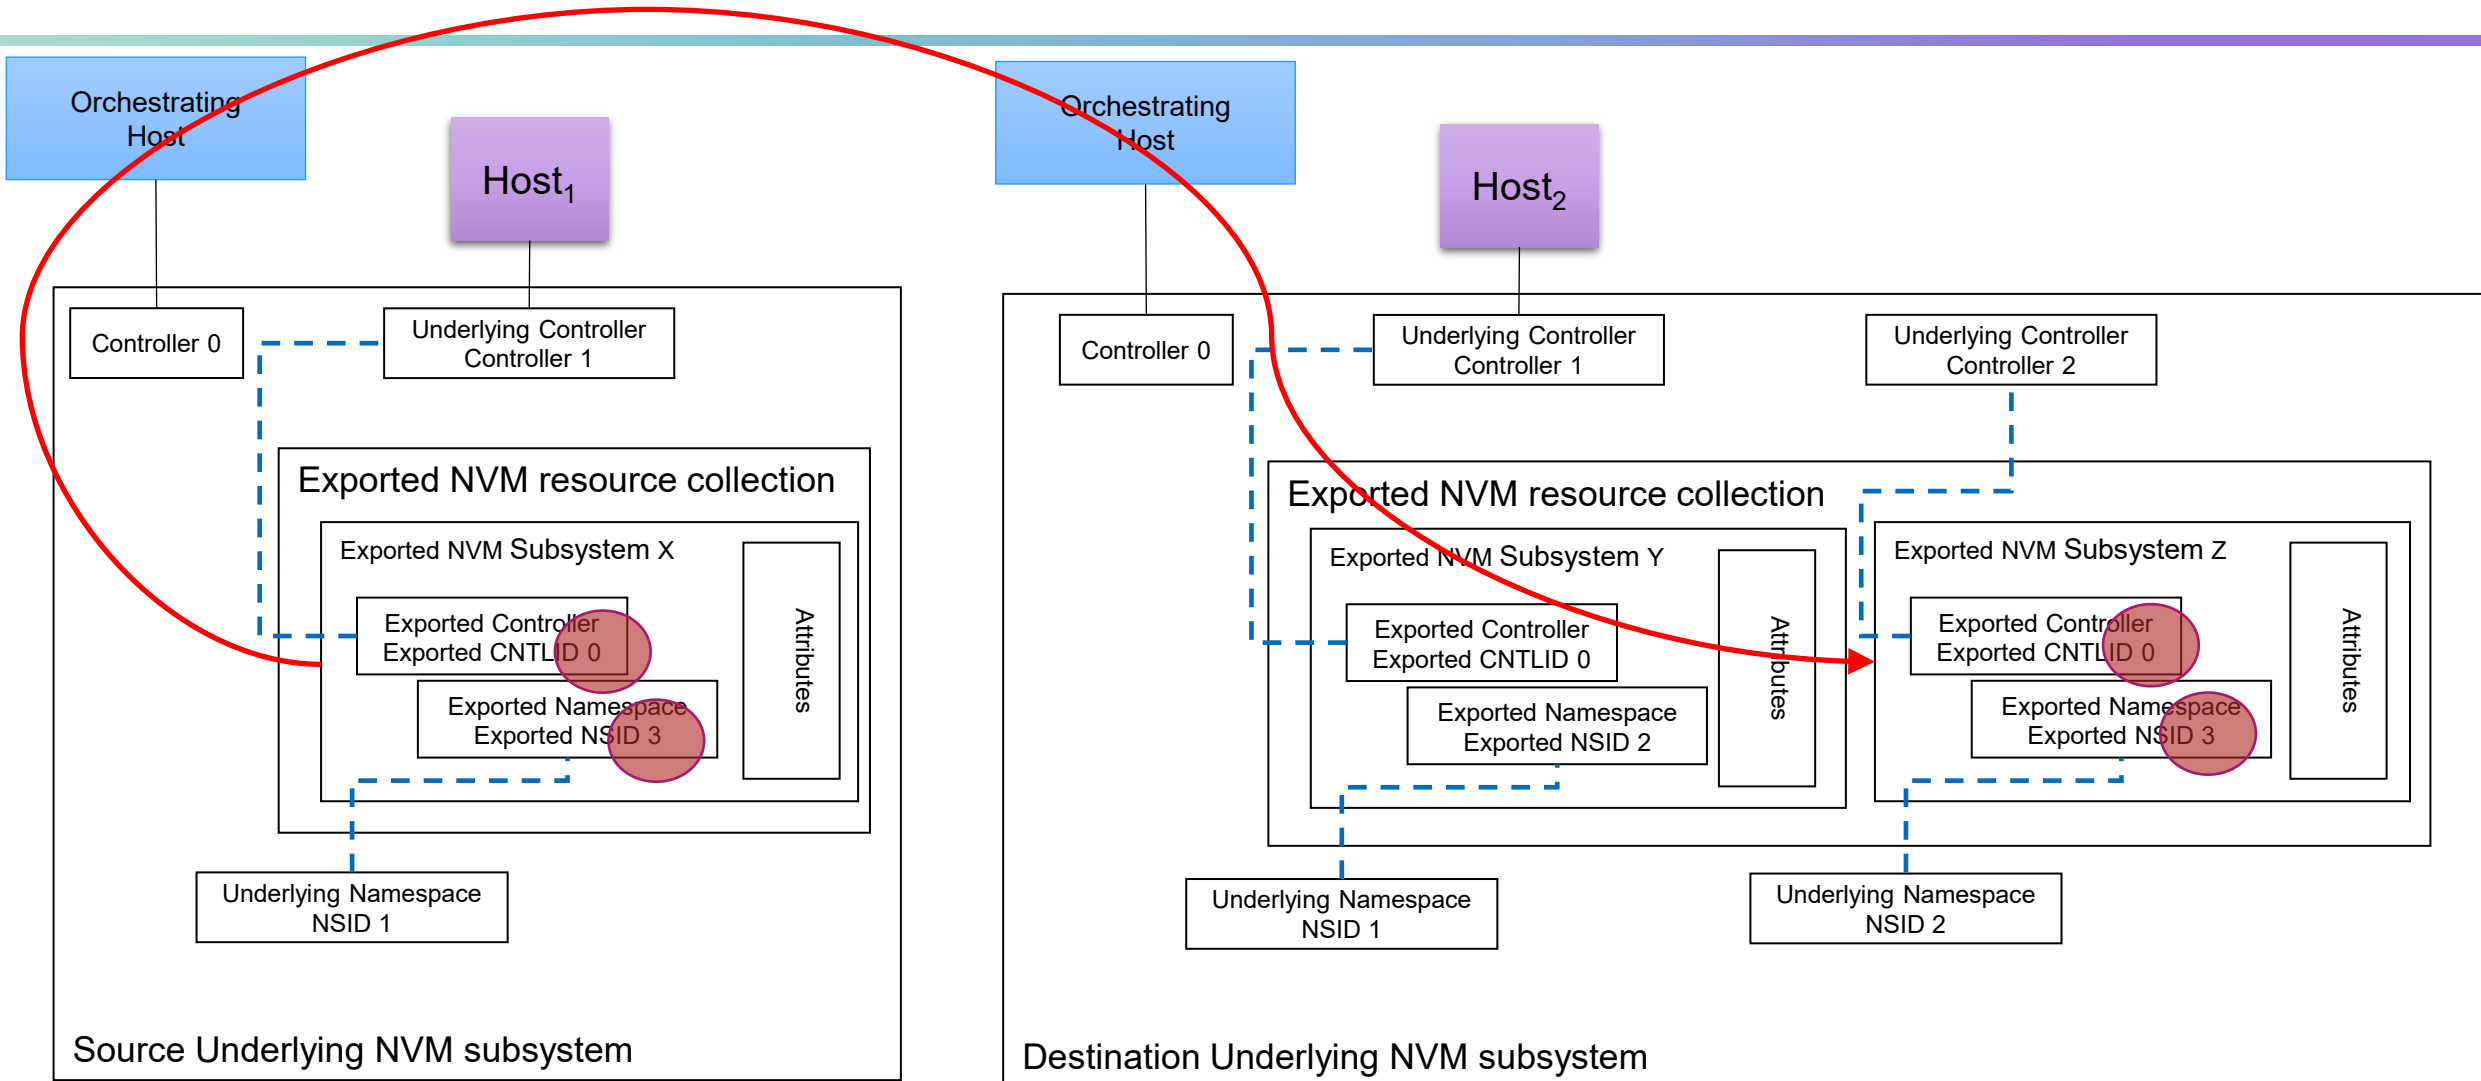 Orchestrating
Host
Host1
Controller 0
Underlying Controller
Controller 1
Exported NVM resource collection
Exported NVM Subsystem X
Exported Controller
Exported CNTLID 0
Exported Namespace
Exported NSID 3
Attributes
Underlying Namespace
NSID 1
Source Underlying NVM subsystem
Orchestrating
Host
Host2
Controller 0
Underlying Controller
Controller 1
Underlying Controller
Controller 2
Exported NVM resource collection
Exported NVM Subsystem Y
Exported Controller
Exported CNTLID 0
Exported Namespace
Exported NSID 2
Attributes
Exported NVM Subsystem Z
Exported Controller
Exported CNTLID 0
Exported Namespace
Exported NSID 3
Attributes
Underlying Namespace
NSID 1
Underlying Namespace
NSID 2
Destination Underlying NVM subsystem